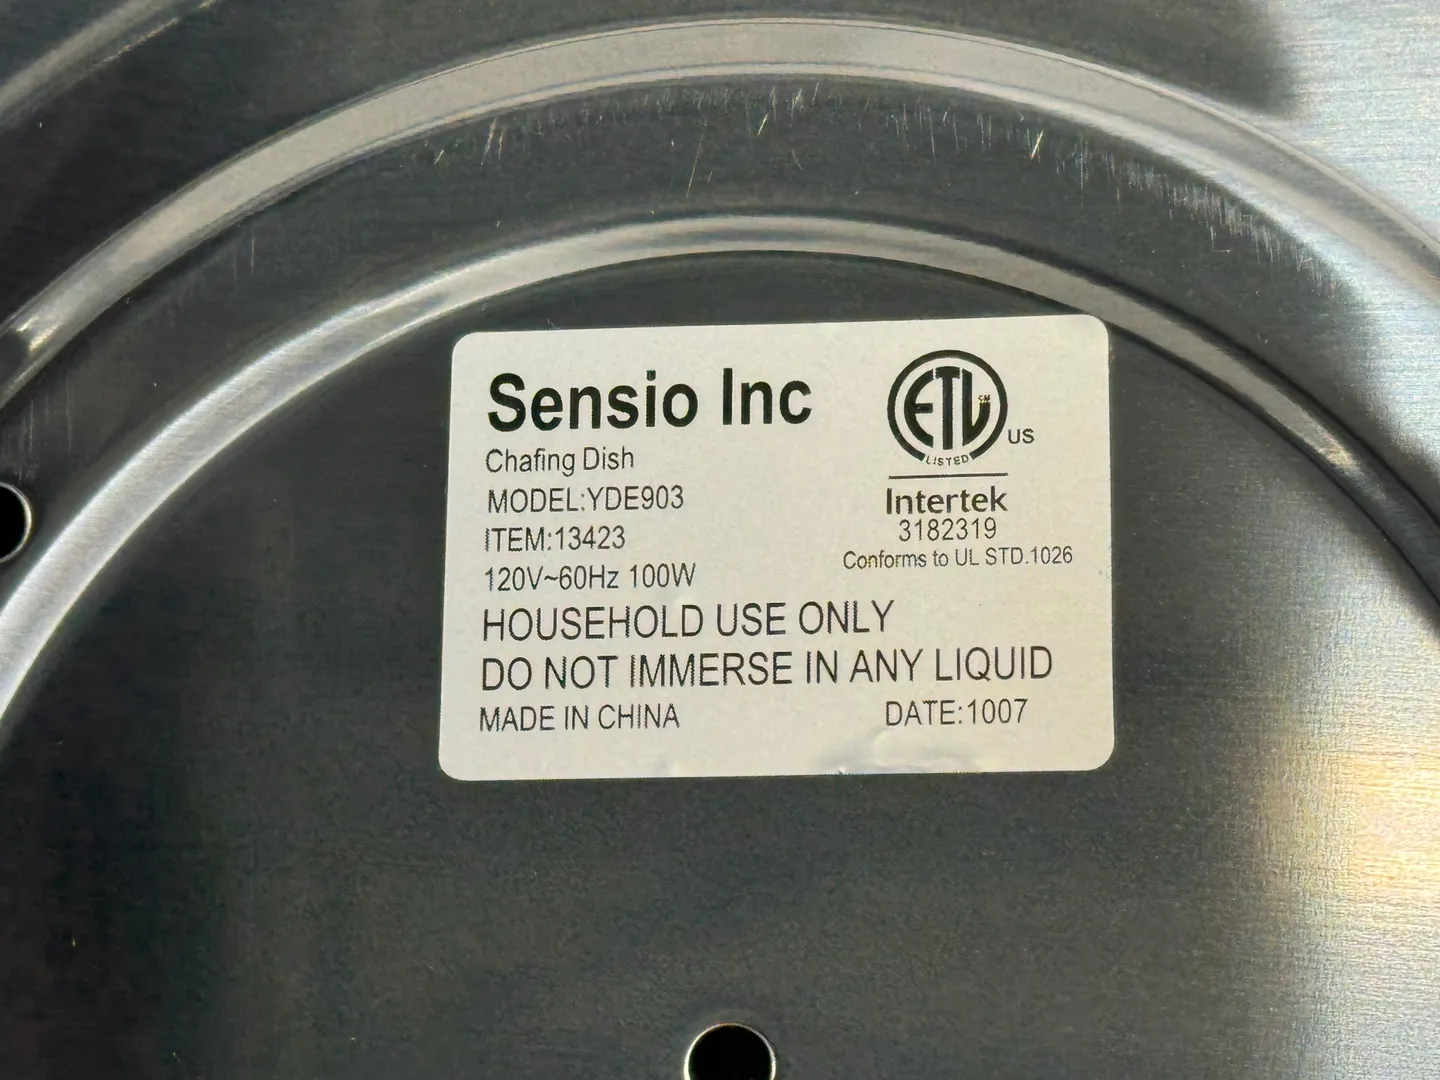 Sensio Inc
Chafing Dish
MODEL:YDE903
ITEM:13423
120V~60Hz 100W
HOUSEHOLD USE ONLY
DO NOT IMMERSE IN ANY LIQUID
MADE IN CHINA
DATE:1007
ETL
CM
LISTED
US
Intertek
3182319
Conforms to UL STD.1026